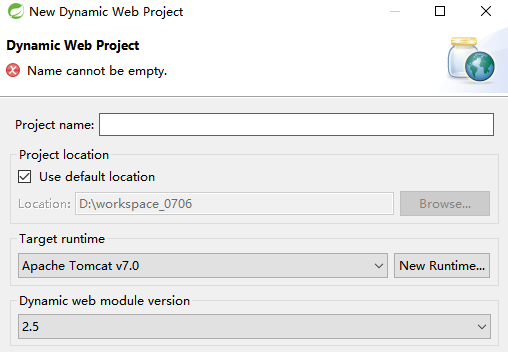 New Dynamic Web Project
Dynamic Web Project
Name cannot be empty.
Project name:
Project location
Use default location
Location: D:\workspace_0706 Browse...
Target runtime
Apache Tomcat v7.0 New Runtime...
Dynamic web module version
2.5